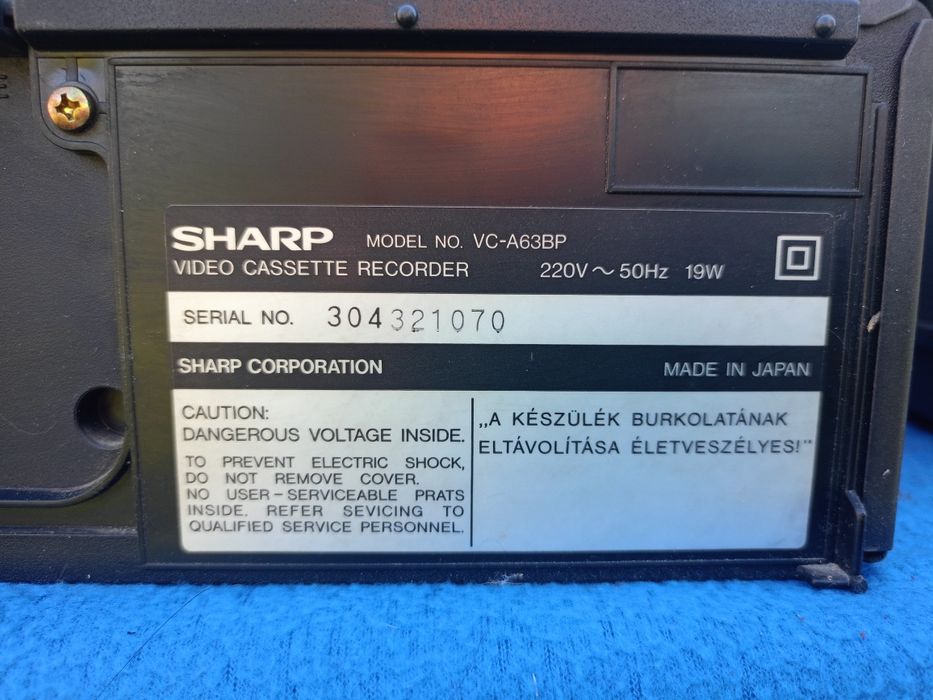 SHARP MODEL NO. VC-A63BP
VIDEO CASSETTE RECORDER 220V～50Hz 19W
SERIAL NO. 304321070
SHARP CORPORATION MADE IN JAPAN
CAUTION:
DANGEROUS VOLTAGE INSIDE.
TO PREVENT ELECTRIC SHOCK,
DO NOT REMOVE COVER.
NO USER-SERVICEABLE PRATS
INSIDE. REFER SEVICING TO
QUALIFIED SERVICE PERSONNEL.
„A KÉSZÜLÉK BURKOLATÁNAK
ELTÁVOLÍTÁSA ÉLETVESZÉLYES!"